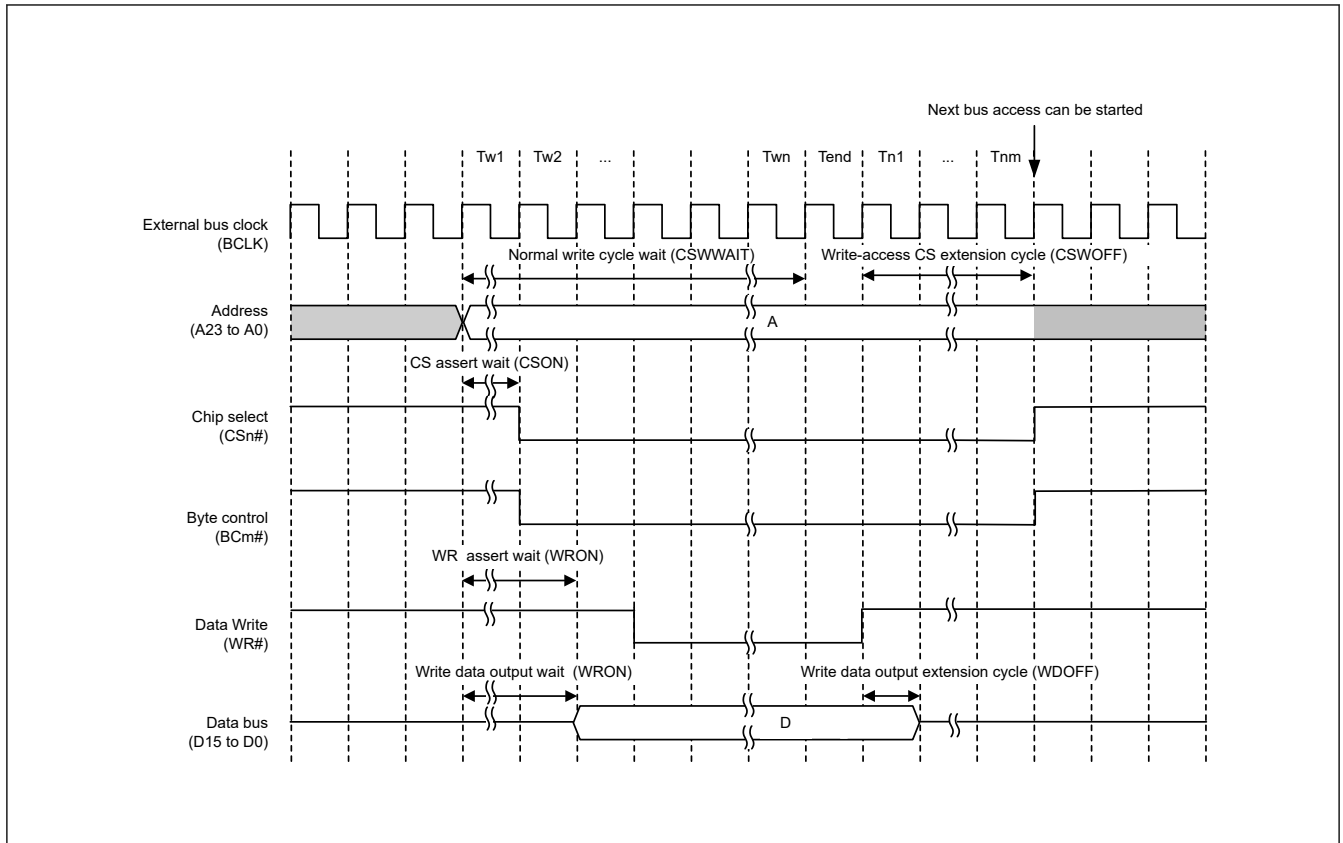 Next bus access can be started
Tw1 Tw2 ... Twn Tend Tn1 ... Tnm
External bus clock
(BCLK)
Normal write cycle wait (CSWWAIT) Write-access CS extension cycle (CSWOFF)
Address
(A23 to A0)
A
CS assert wait (CSON)
Chip select
(CSn#)
Byte control
(BCm#)
WR assert wait (WRON)
Data Write
(WR#)
Write data output wait (WRON) Write data output extension cycle (WDOFF)
Data bus
(D15 to D0)
D